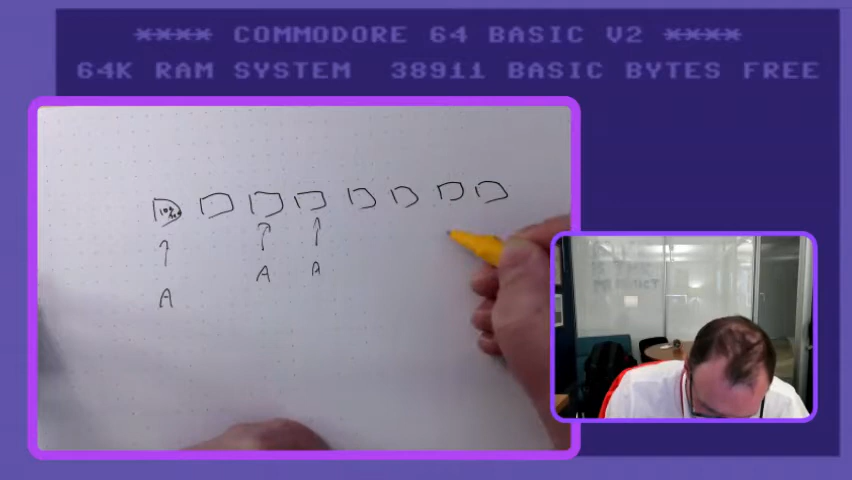 **** COMMODORE 64 BASIC V2 ****
64K RAM SYSTEM 38911 BASIC BYTES FREE
A A A